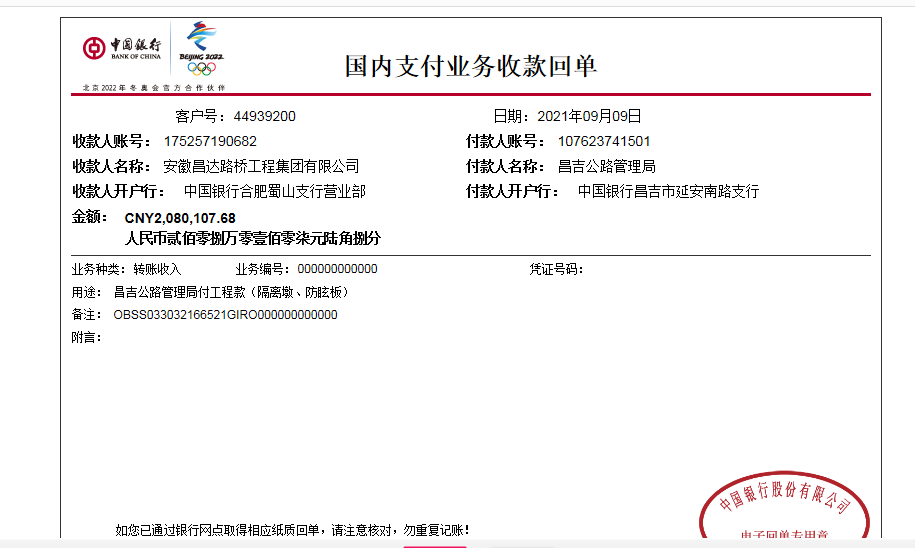 中国银行
BANK OF CHINA
BEIJING 2022
北京2022年冬奥会官方合作伙伴
国内支付业务收款回单
客户号：44939200 日期：2021年09月09日
收款人账号：175257190682 付款人账号：107623741501
收款人名称：安徽昌达路桥工程集团有限公司 付款人名称：昌吉公路管理局
收款人开户行：中国银行合肥蜀山支行营业部 付款人开户行：中国银行昌吉市延安南路支行
金额：CNY2,080,107.68
人民币贰佰零捌万零壹佰零柒元陆角捌分
业务种类：转账收入 业务编号：000000000000 凭证号码：
用途：昌吉公路管理局付工程款（隔离墩、防眩板）
备注：OBSS033032166521GIRO000000000000
附言：
中国银行股份有限公司
如您已通过银行网点取得相应纸质回单，请注意核对，勿重复记账！
电子回单专用章